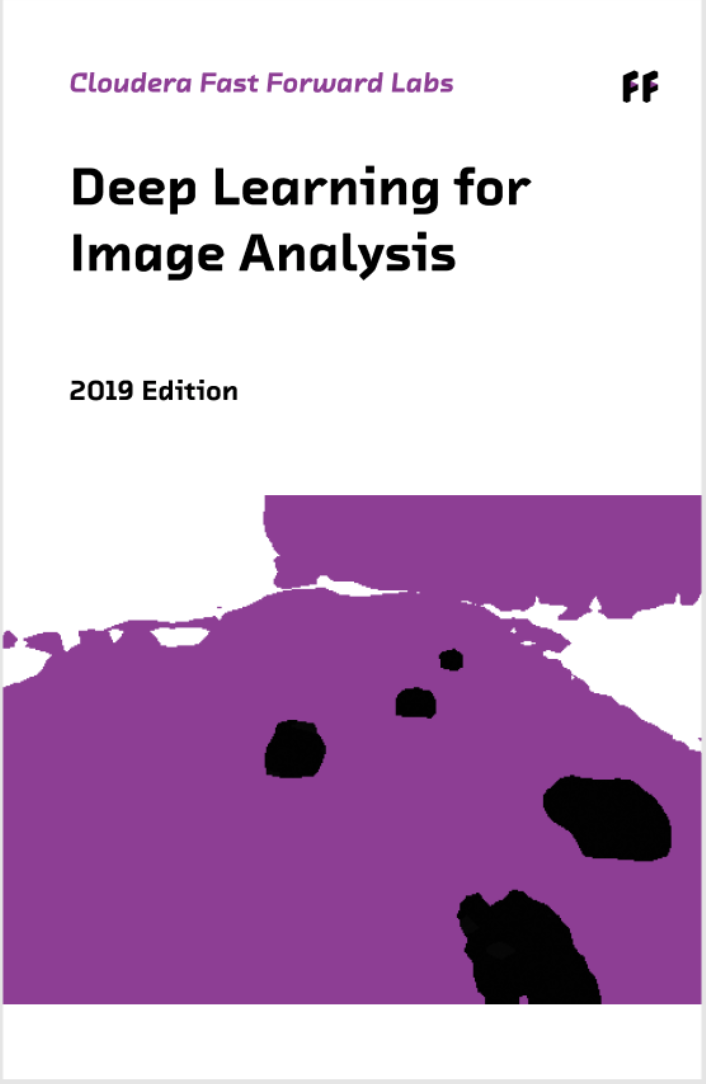 Cloudera Fast Forward Labs
FF
Deep Learning for
Image Analysis
2019 Edition